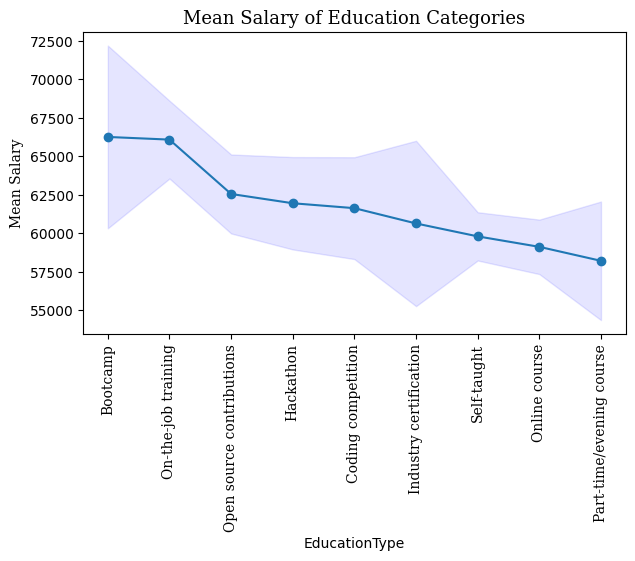 Mean Salary of Education Categories
Mean Salary
72500
70000
67500
65000
62500
60000
57500
55000
Bootcamp
On-the-job training
Open source contributions
Hackathon
Coding competition
Industry certification
Self-taught
Online course
Part-time/evening course
EducationType